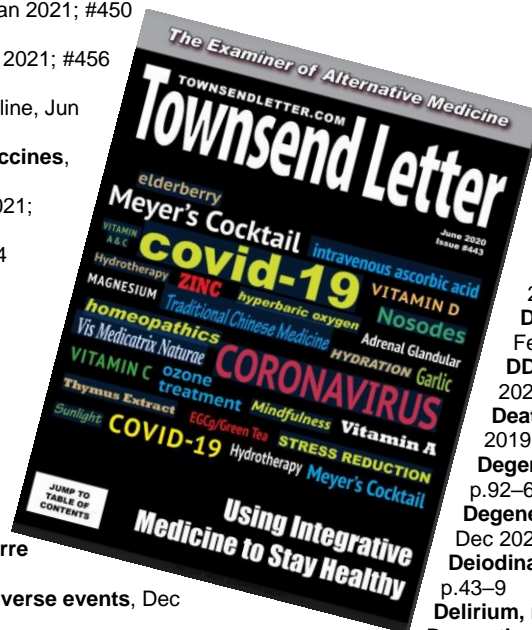 an 2021; #450
2021; #456
line, Jun
ccines,
021;
4
rre
verse events, Dec
The Examiner of Alternative Medicine
TOWNSENDLETTER.COM
Townsend Letter
June 2020
Issue #443
elderberry
Meyer's Cocktail
intravenous ascorbic acid
VITAMIN
A & C
covid-19
VITAMIN D
Hydrotherapy
ZINC
hyperbaric oxygen
Nosodes
MAGNESIUM
Traditional Chinese Medicine
Adrenal Glandular
homeopathics
HYDRATION
Garlic
Vis Medicatrix Naturae
CORONAVIRUS
VITAMIN C
ozone
treatment
Mindfulness
Vitamin A
Thymus Extract
EGCg/Green Tea
STRESS REDUCTION
Sunlight
COVID-19
Hydrotherapy
Meyer's Cocktail
JUMP TO
TABLE OF
CONTENTS
Using Integrative
Medicine to Stay Healthy
2
D
Fe
DD
202
Deat
2019
Degen
p.92–6
Degene
Dec 202
Deiodina
p.43–9
Delirium,